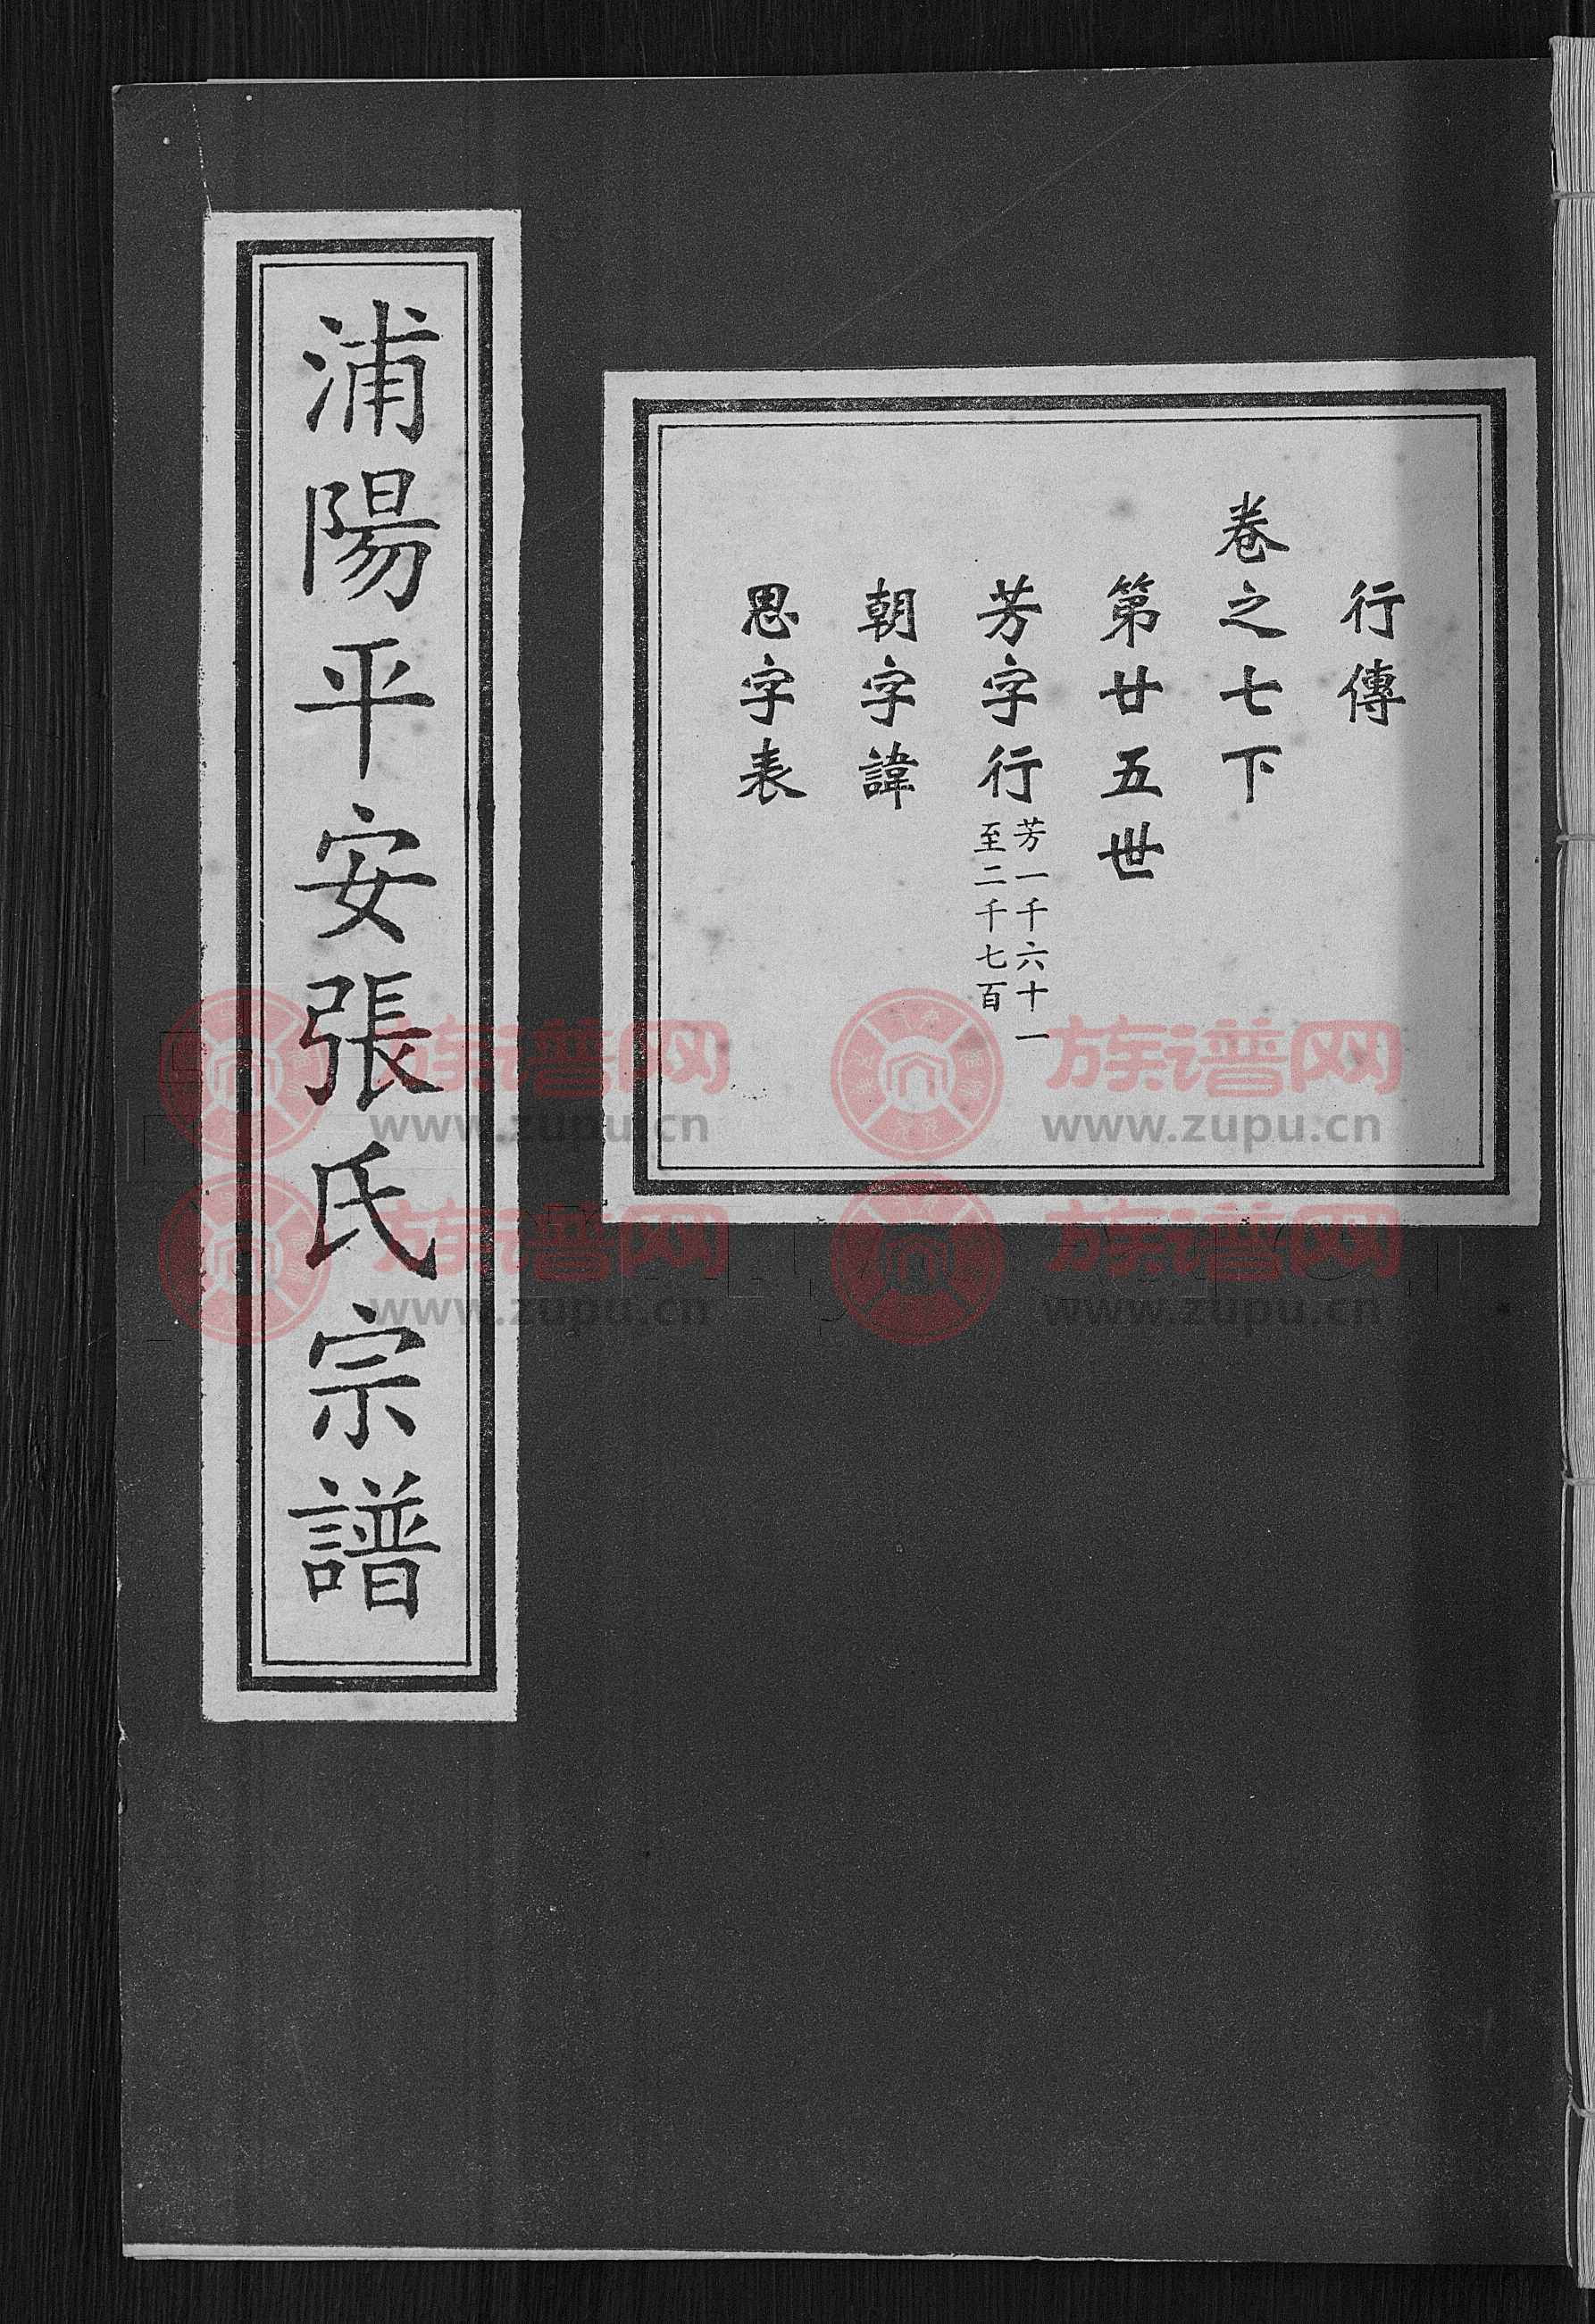 浦陽平安張氏宗譜
行傳
卷之七下
第廿五世
芳字行
芳一千六十一
至二千七百
朝字諱
思字表
族谱网
www.zupu.cn
族谱网
www.zupu.cn
族谱网
www.zupu.cn
族谱网
www.zupu.cn